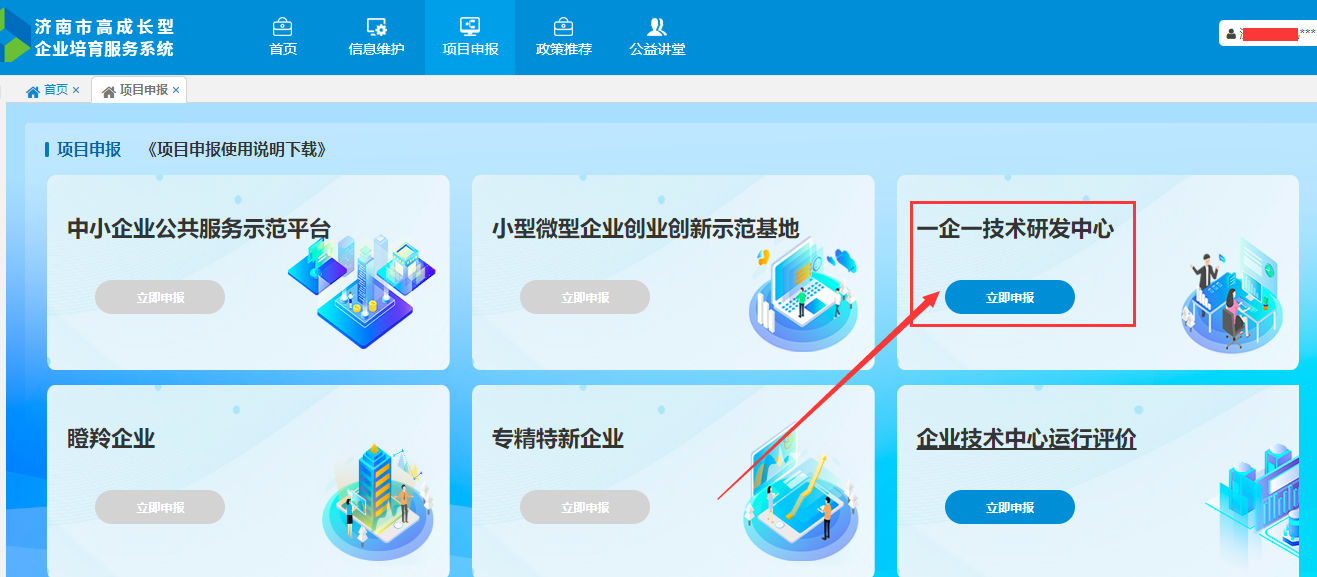 济南市高成长型
企业培育服务系统
首页
信息维护
项目申报
政策推荐
公益讲堂
***
首页 ×
项目申报 ×
项目申报 《项目申报使用说明下载》
中小企业公共服务示范平台
立即申报
小型微型企业创业创新示范基地
立即申报
一企一技术研发中心
立即申报
瞪羚企业
立即申报
专精特新企业
立即申报
企业技术中心运行评价
立即申报